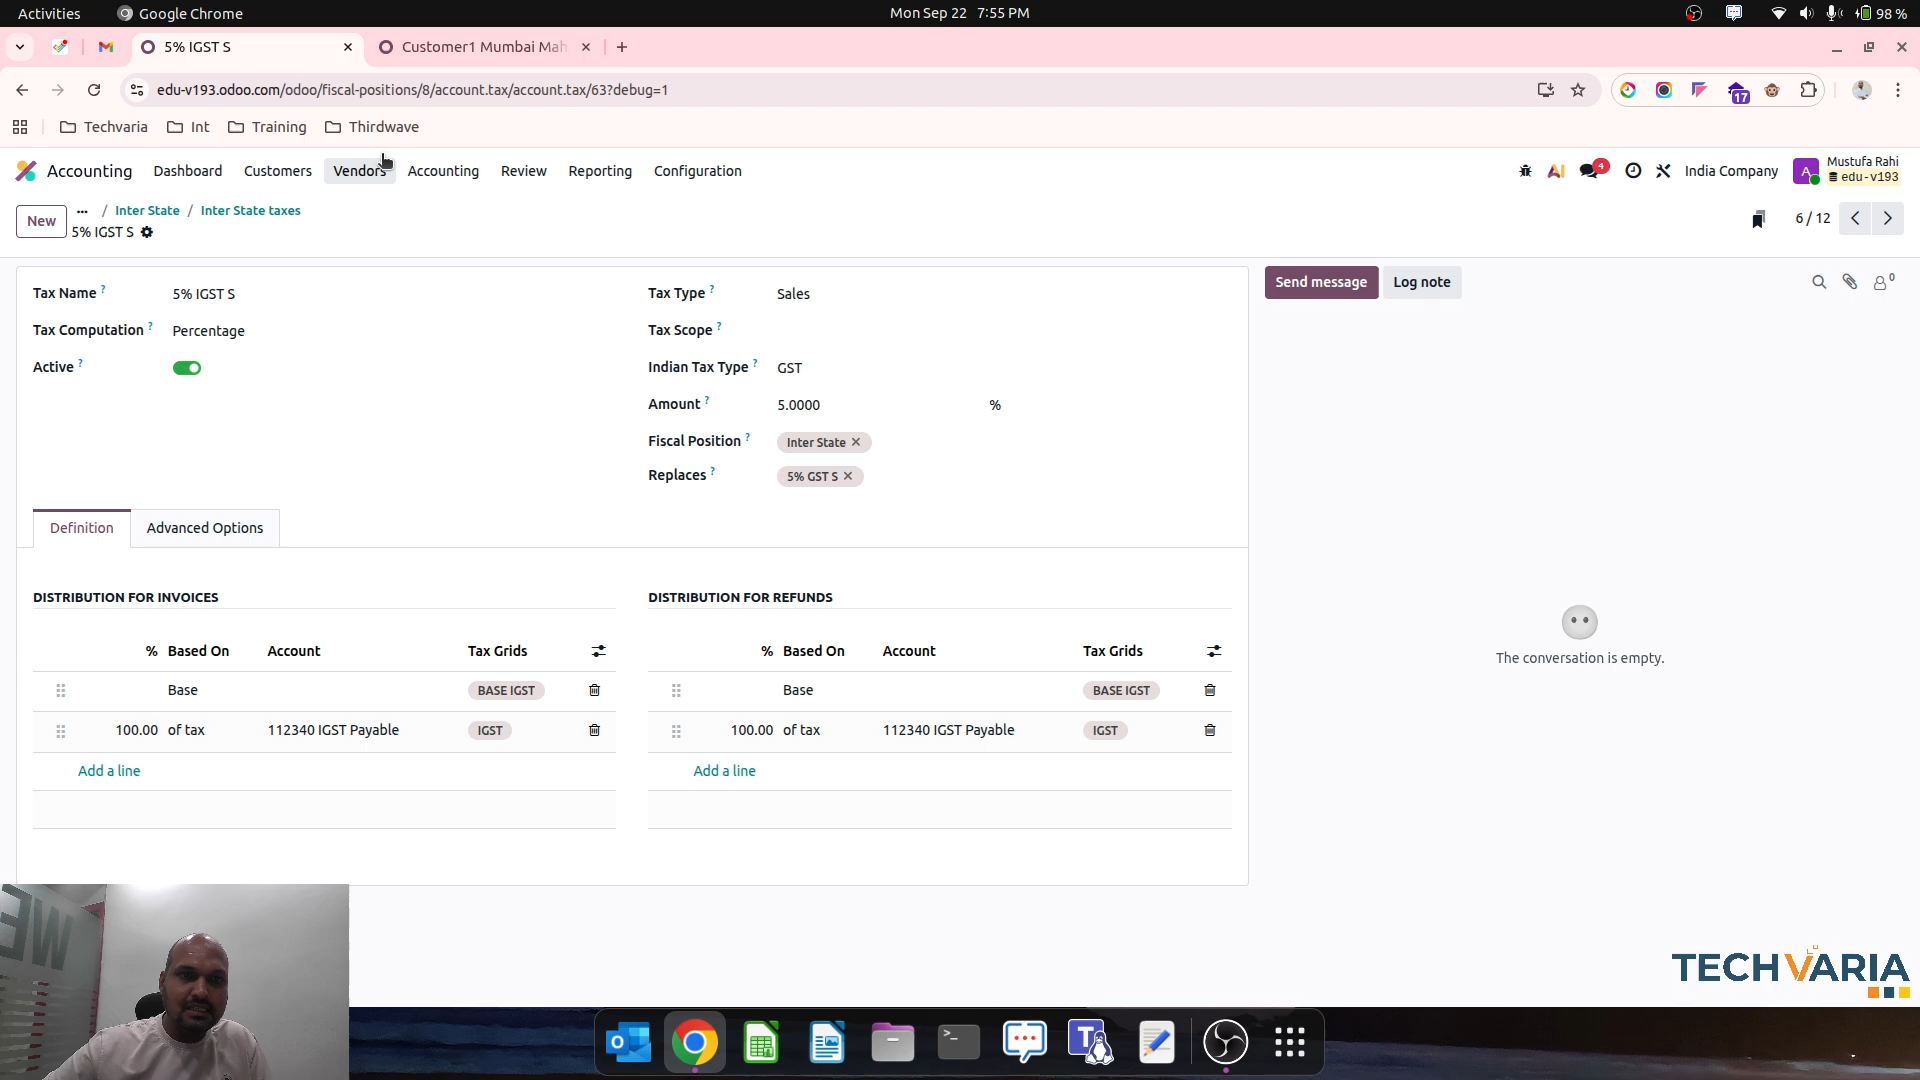 Activities Google Chrome Mon Sep 22 7:55 PM 98 %
5% IGST S Customer1 Mumbai Mah
edu-v193.odoo.com/odoo/fiscal-positions/8/account.tax/account.tax/63?debug=1 17
Techvaria Int Training Thirdwave
Accounting Dashboard Customers Vendors Accounting Review Reporting Configuration AI 4 India Company A Mustufa Rahi
edu-v193
New ... / Inter State / Inter State taxes
5% IGST S 6 / 12
Tax Name ? 5% IGST S Tax Type ? Sales Send message Log note 0
Tax Computation ? Percentage Tax Scope ?
Active ? Indian Tax Type ? GST
Amount ? 5.0000 %
Fiscal Position ? Inter State
Replaces ? 5% GST S
Definition Advanced Options
DISTRIBUTION FOR INVOICES DISTRIBUTION FOR REFUNDS
% Based On Account Tax Grids % Based On Account Tax Grids
The conversation is empty.
Base BASE IGST Base BASE IGST
100.00 of tax 112340 IGST Payable IGST 100.00 of tax 112340 IGST Payable IGST
Add a line Add a line
WE
TECHVARIA